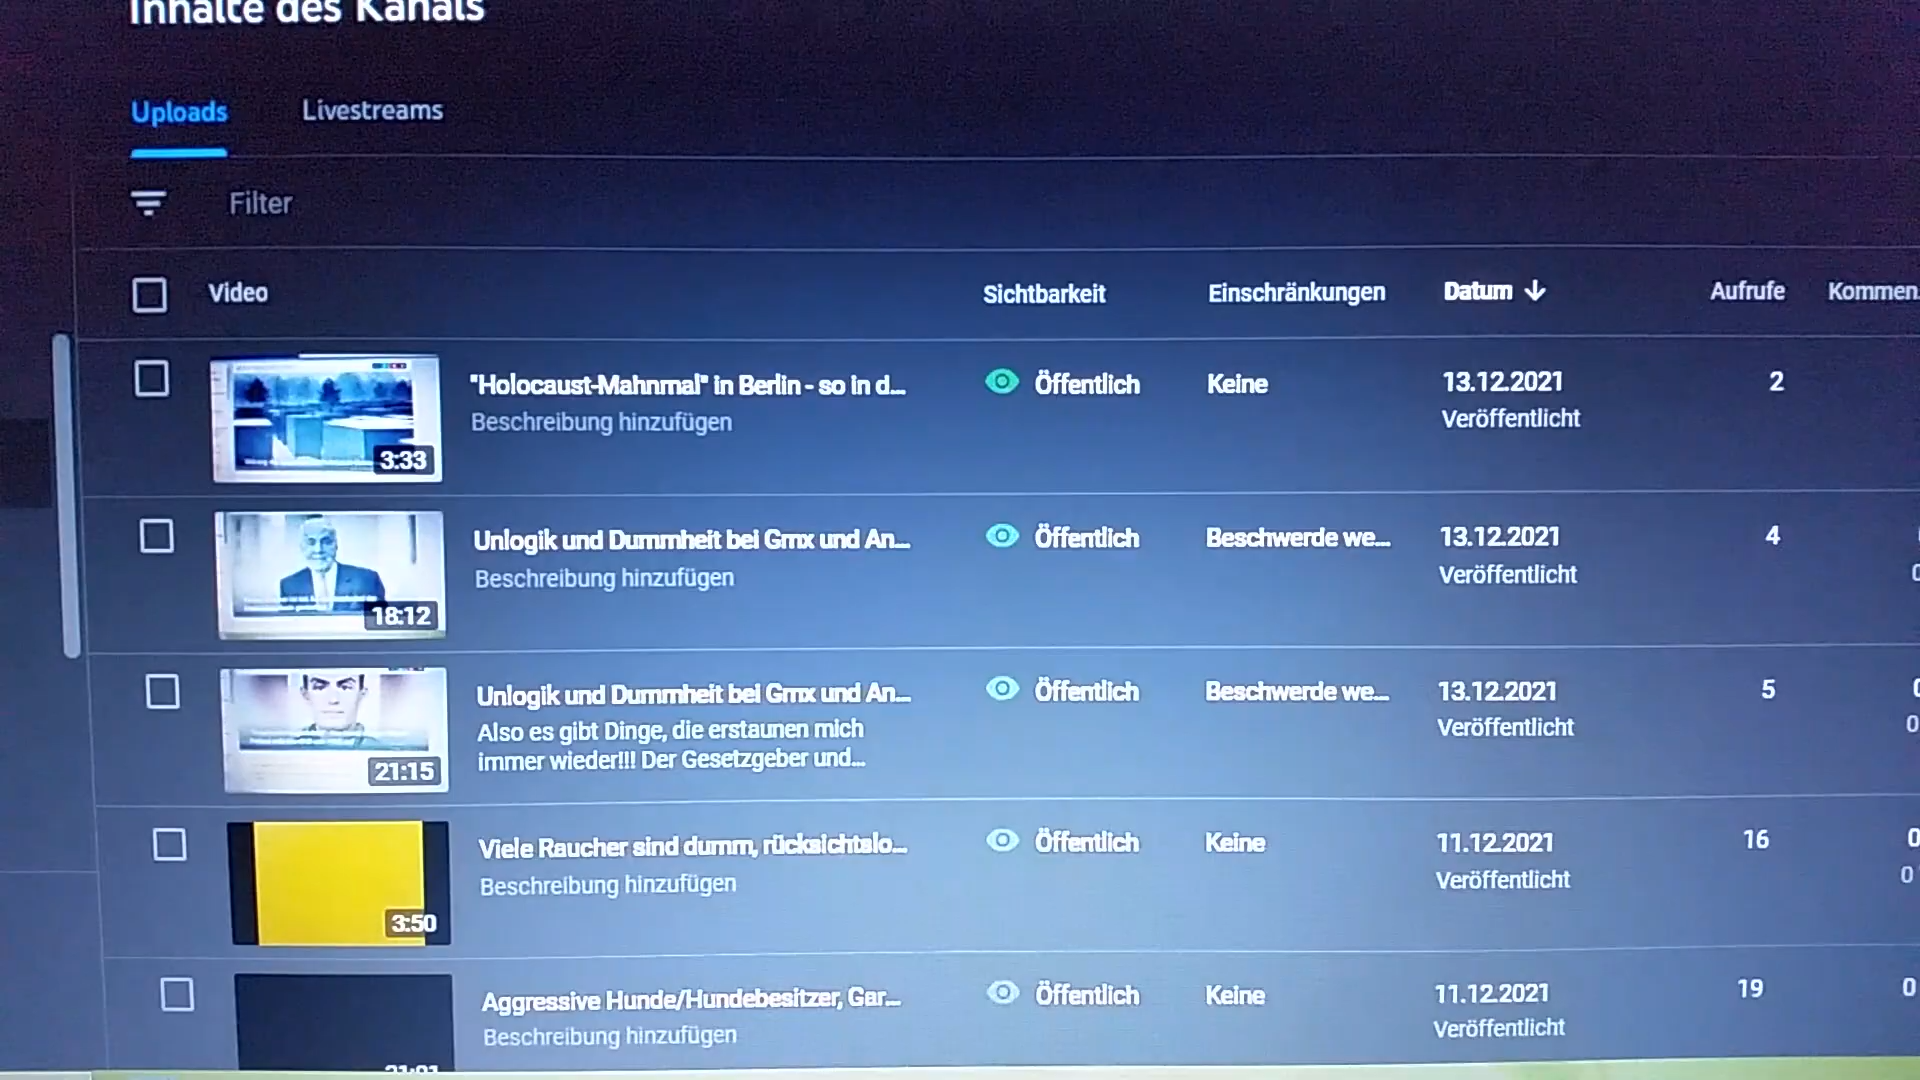 Inhalte des Kanals
Uploads Livestreams
Filter
Video Sichtbarkeit Einschränkungen Datum Aufrufe Kommen
"Holocaust-Mahnmal" in Berlin - so in d... Öffentlich Keine 13.12.2021 2
Beschreibung hinzufügen Veröffentlicht
3:33
Unlogik und Dummheit bei Gmx und An... Öffentlich Beschwerde we... 13.12.2021 4
Beschreibung hinzufügen Veröffentlicht 0
18:12
Unlogik und Dummheit bei Gmx und An... Öffentlich Beschwerde we... 13.12.2021 5 0
Also es gibt Dinge, die erstaunen mich Veröffentlicht 0
immer wieder!!! Der Gesetzgeber und...
21:15
Viele Raucher sind dumm, rücksichtslo... Öffentlich Keine 11.12.2021 16 0
Beschreibung hinzufügen Veröffentlicht 0
3:50
Aggressive Hunde/Hundebesitzer, Gar... Öffentlich Keine 11.12.2021 19 0
Beschreibung hinzufügen Veröffentlicht